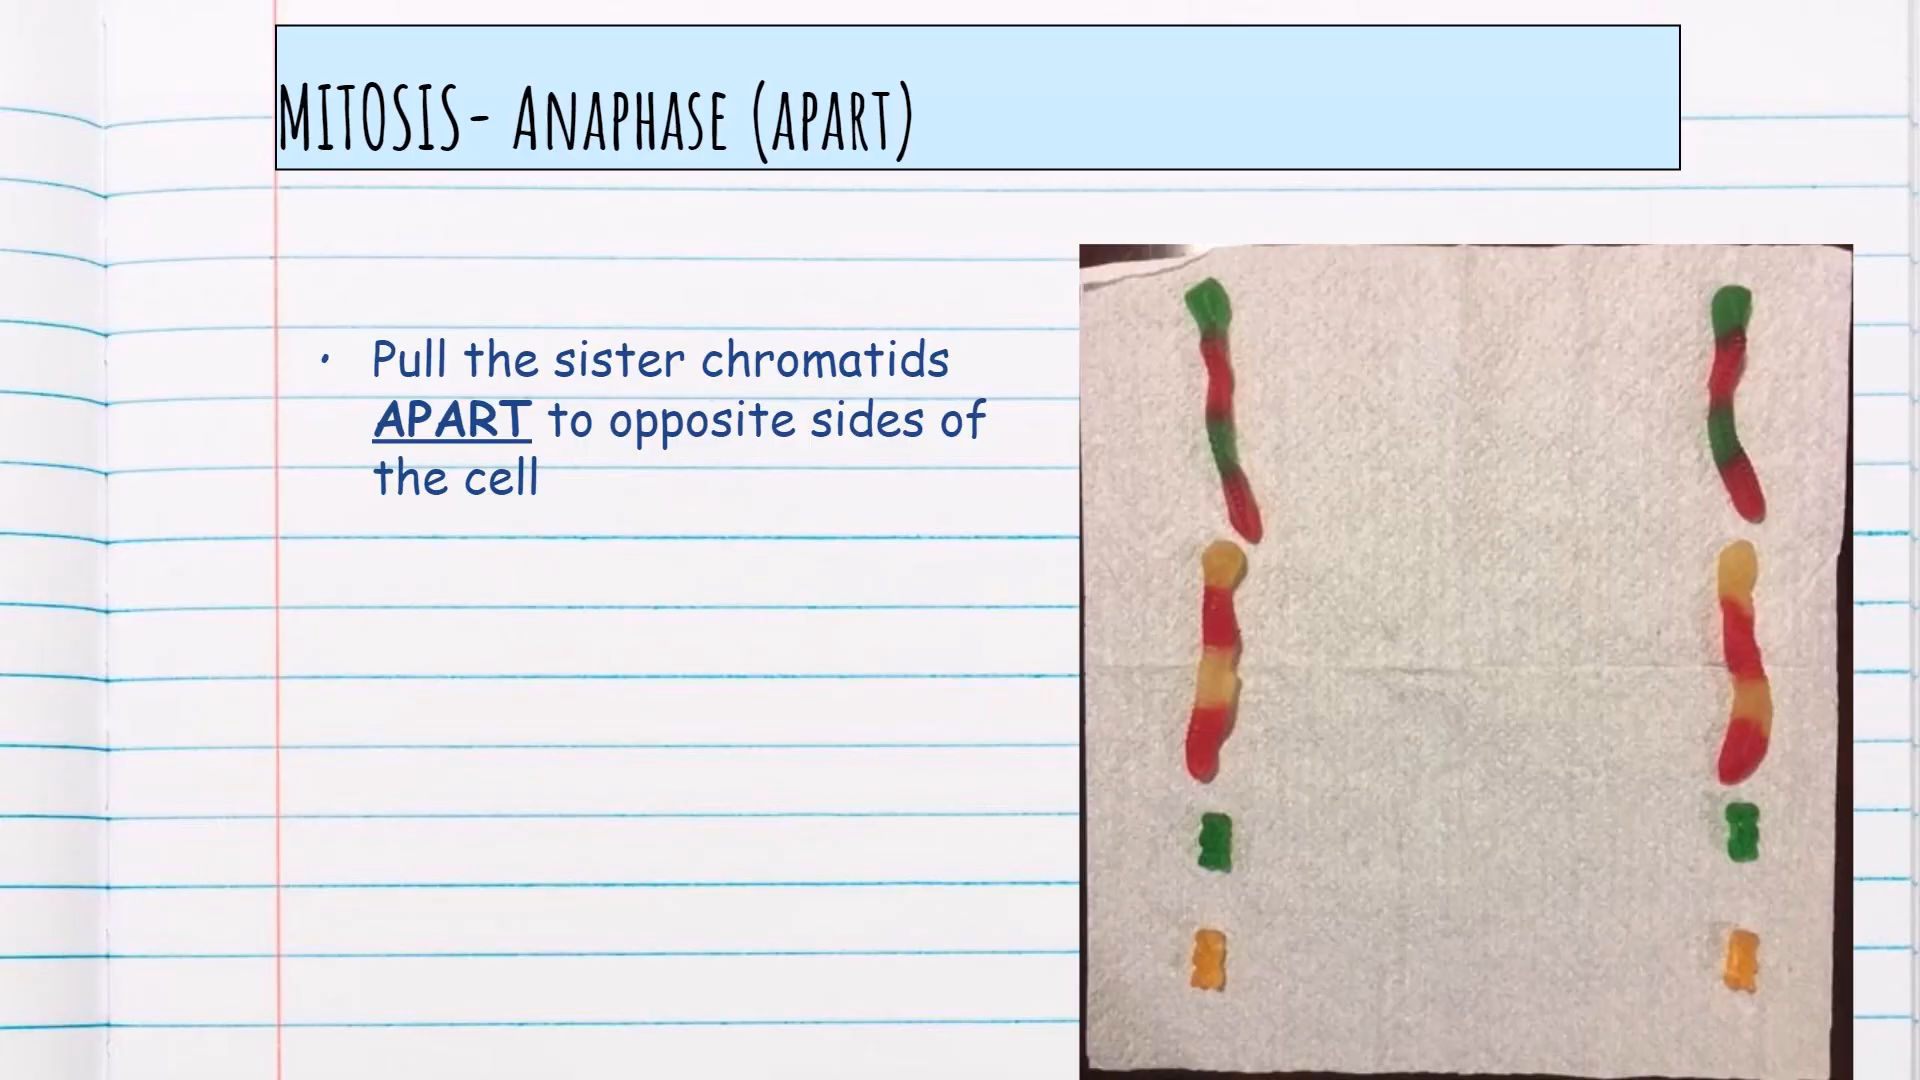 MITOSIS- ANAPHASE (APART)
• Pull the sister chromatids
APART to opposite sides of
the cell